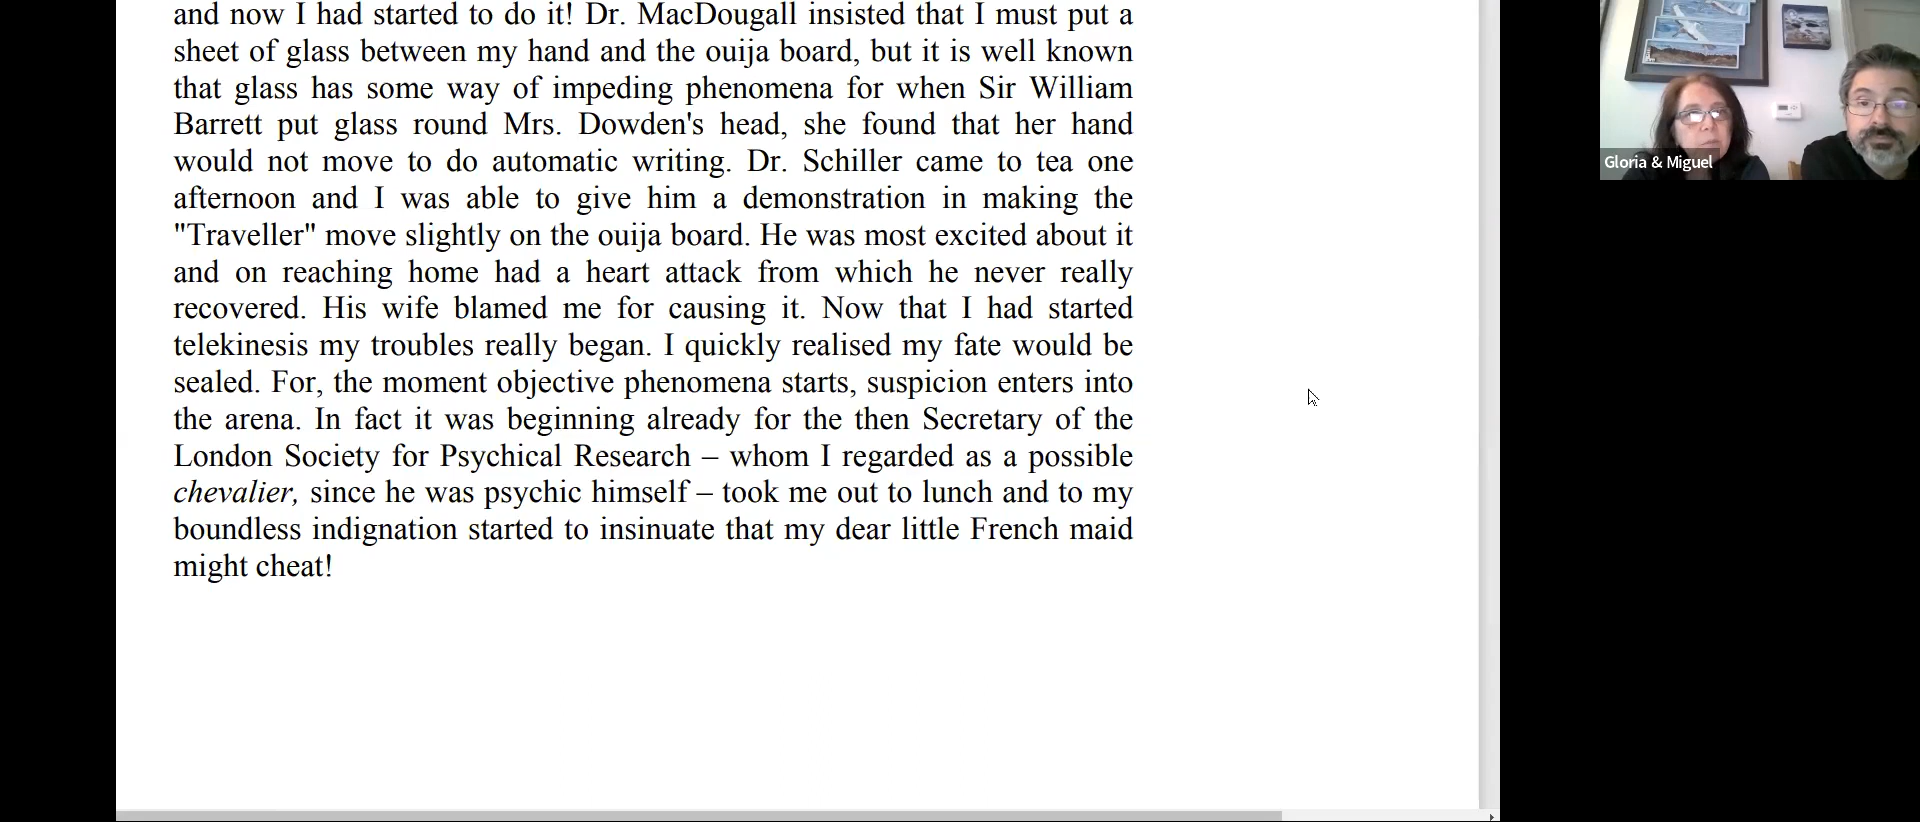 and now I had started to do it! Dr. MacDougall insisted that I must put a
sheet of glass between my hand and the ouija board, but it is well known
that glass has some way of impeding phenomena for when Sir William
Barrett put glass round Mrs. Dowden's head, she found that her hand
would not move to do automatic writing. Dr. Schiller came to tea one
afternoon and I was able to give him a demonstration in making the
"Traveller" move slightly on the ouija board. He was most excited about it
and on reaching home had a heart attack from which he never really
recovered. His wife blamed me for causing it. Now that I had started
telekinesis my troubles really began. I quickly realised my fate would be
sealed. For, the moment objective phenomena starts, suspicion enters into
the arena. In fact it was beginning already for the then Secretary of the
London Society for Psychical Research – whom I regarded as a possible
chevalier, since he was psychic himself – took me out to lunch and to my
boundless indignation started to insinuate that my dear little French maid
might cheat!
Gloria & Miguel